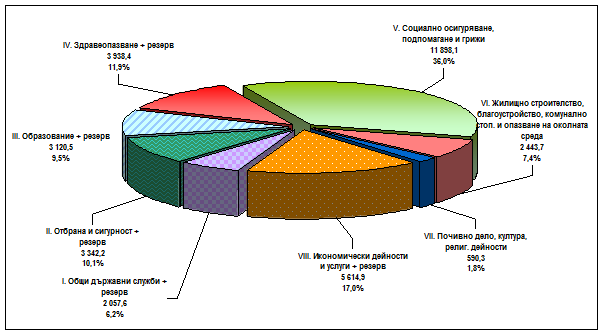 IV. Здравеопазване + резерв
3 938,4
11,9%
V. Социално осигуряване,
подпомагане и грижи
11 898,1
36,0%
VI. Жилищно строителство,
благоустройство, комунално
стоп. и опазване на околната
среда
2 443,7
7,4%
III. Образование + резерв
3 120,5
9,5%
II. Отбрана и сигурност +
резерв
3 342,2
10,1%
I. Общи държавни служби +
резерв
2 057,6
6,2%
VIII. Икономически дейности
и услуги + резерв
5 614,9
17,0%
VII. Почивно дело, култура,
религ. дейности
590,3
1,8%